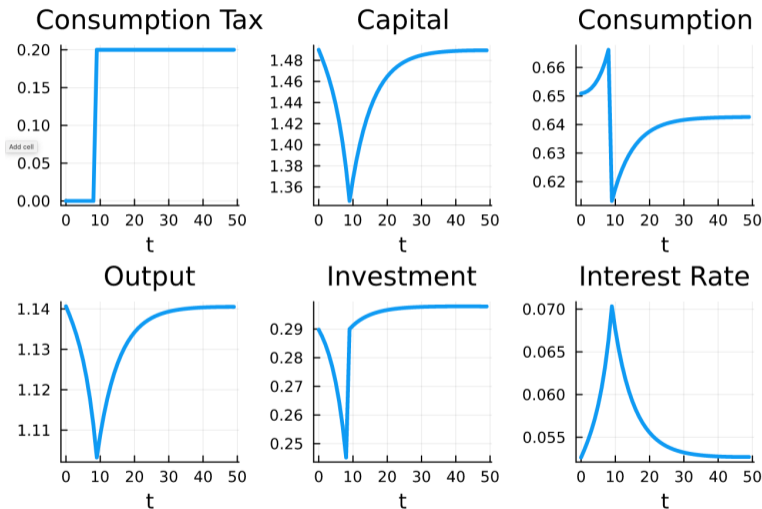 Consumption Tax Capital Consumption
0.20 1.48 0.66
0.15 1.46 0.65
0.10 1.44 0.64
0.05 1.42 0.63
0.00 1.40 0.62
1.38
1.36
Add cell
0 10 20 30 40 50 0 10 20 30 40 50 0 10 20 30 40 50
t t t
Output Investment Interest Rate
1.14 0.29 0.070
1.13 0.28 0.065
1.12 0.27 0.060
1.11 0.26 0.055
0.25
0 10 20 30 40 50 0 10 20 30 40 50 0 10 20 30 40 50
t t t